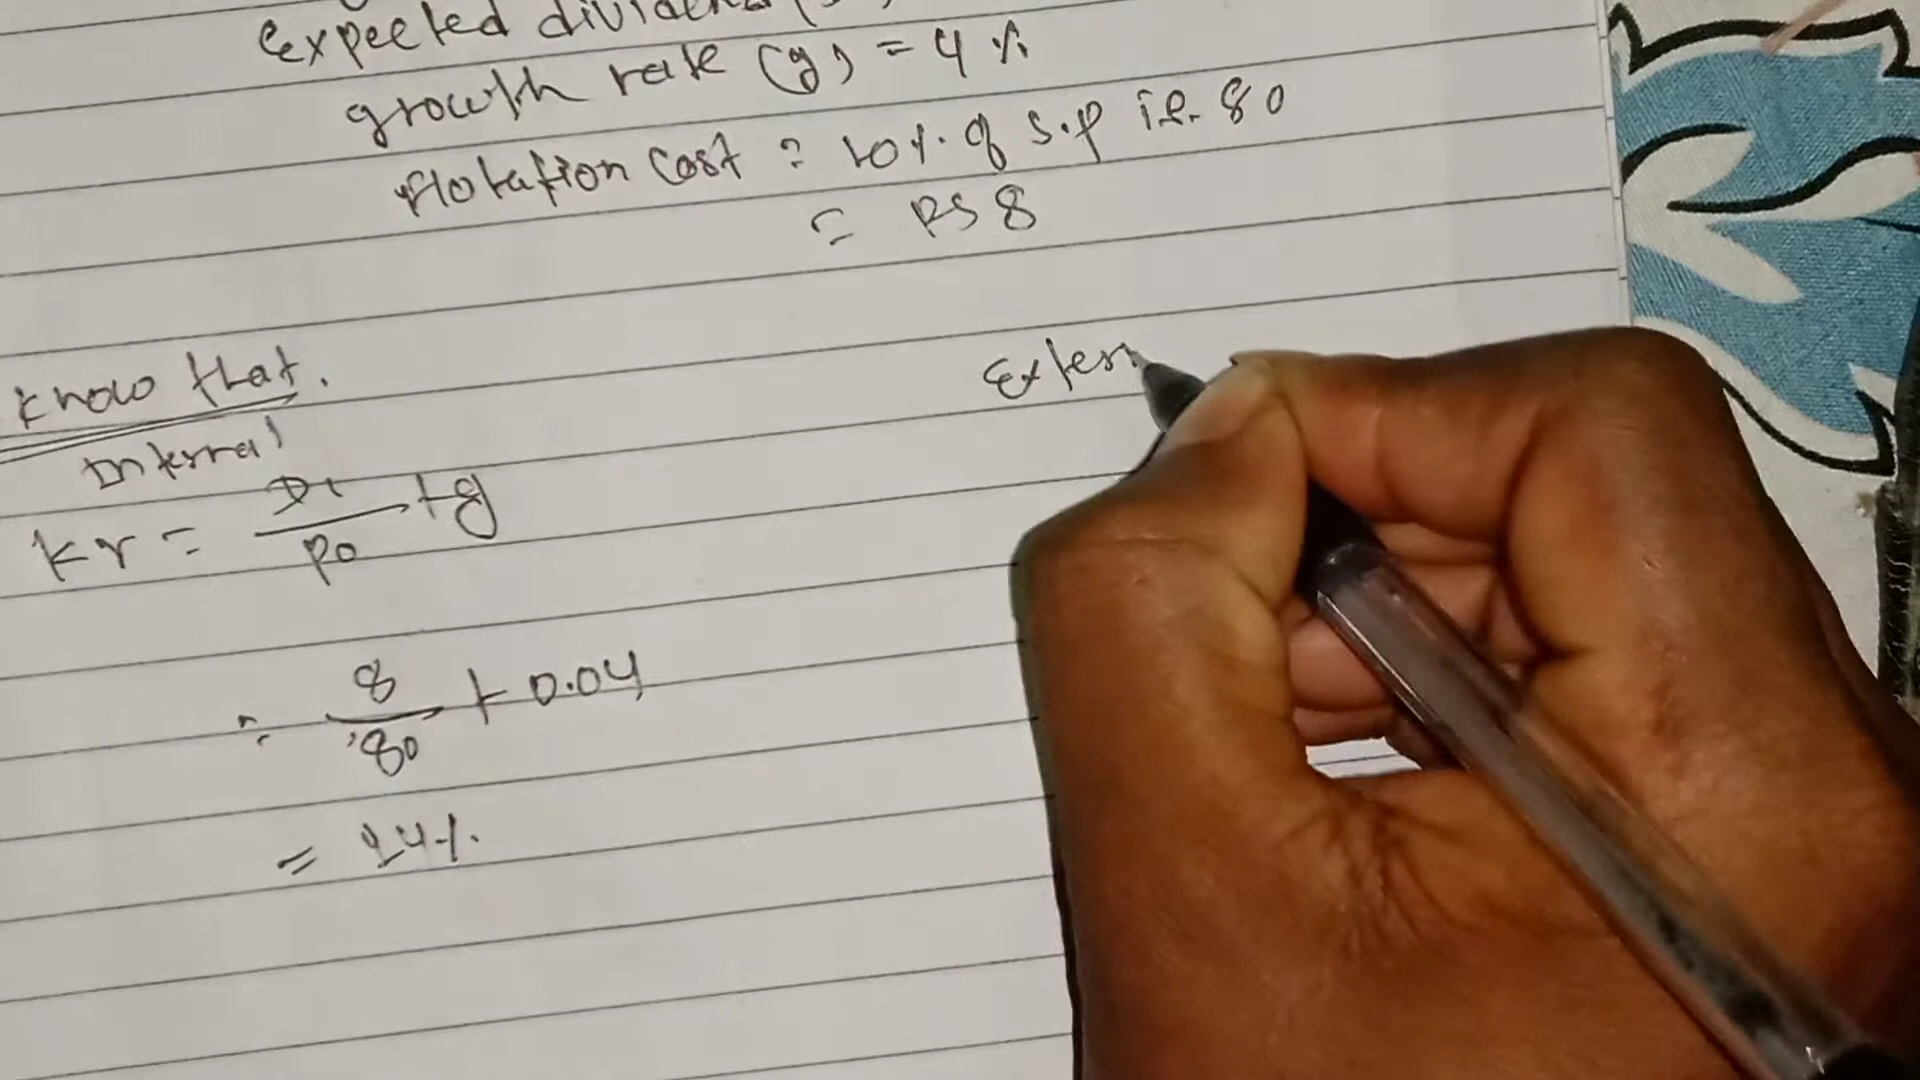 Expected dividend (
growth rate (g) = 4 %
flotation cost = 10%. of S.P i.e. 80
= RS 8
know that.
Internal
Extern
kr = D1/P0 + g
= 8/80 + 0.04
= 14%.